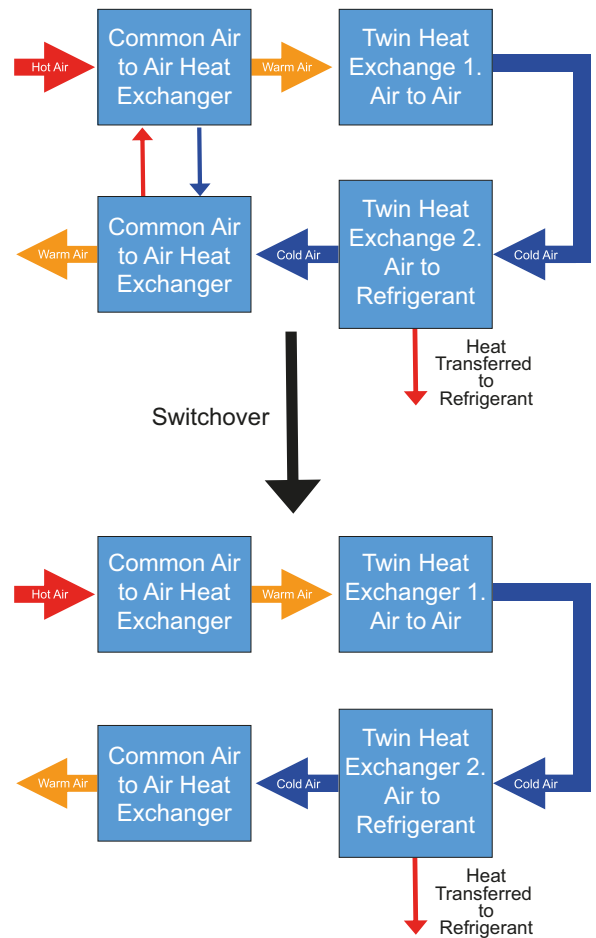 Hot Air
Common Air
to Air Heat
Exchanger
Warm Air
Twin Heat
Exchange 1.
Air to Air
Warm Air
Common Air
to Air Heat
Exchanger
Cold Air
Twin Heat
Exchange 2.
Air to
Refrigerant
Cold Air
Heat
Transferred
to
Refrigerant
Switchover
Hot Air
Common Air
to Air Heat
Exchanger
Warm Air
Twin Heat
Exchanger 1.
Air to Air
Warm Air
Common Air
to Air Heat
Exchanger
Cold Air
Twin Heat
Exchanger 2.
Air to
Refrigerant
Cold Air
Heat
Transferred
to
Refrigerant